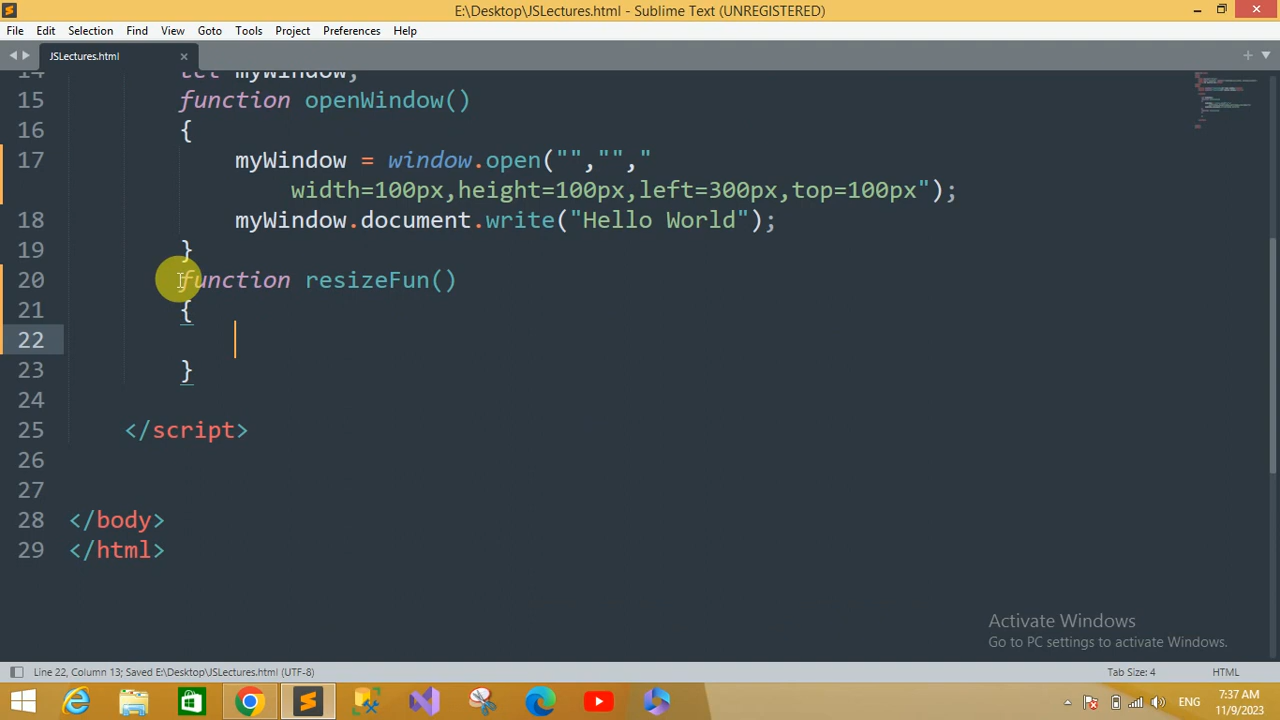 E:\Desktop\JSLectures.html - Sublime Text (UNREGISTERED)
File Edit Selection Find View Goto Tools Project Preferences Help
JSLectures.html
14 let myWindow;
15 function openWindow()
16 {
17 myWindow = window.open("","","
width=100px,height=100px,left=300px,top=100px");
18 myWindow.document.write("Hello World");
19 }
20 function resizeFun()
21 {
22
23 }
24
25 </script>
26
27
28 </body>
29 </html>
Activate Windows
Go to PC settings to activate Windows.
Line 22, Column 13; Saved E:\Desktop\JSLectures.html (UTF-8)
Tab Size: 4
HTML
ENG
7:37 AM
11/9/2023